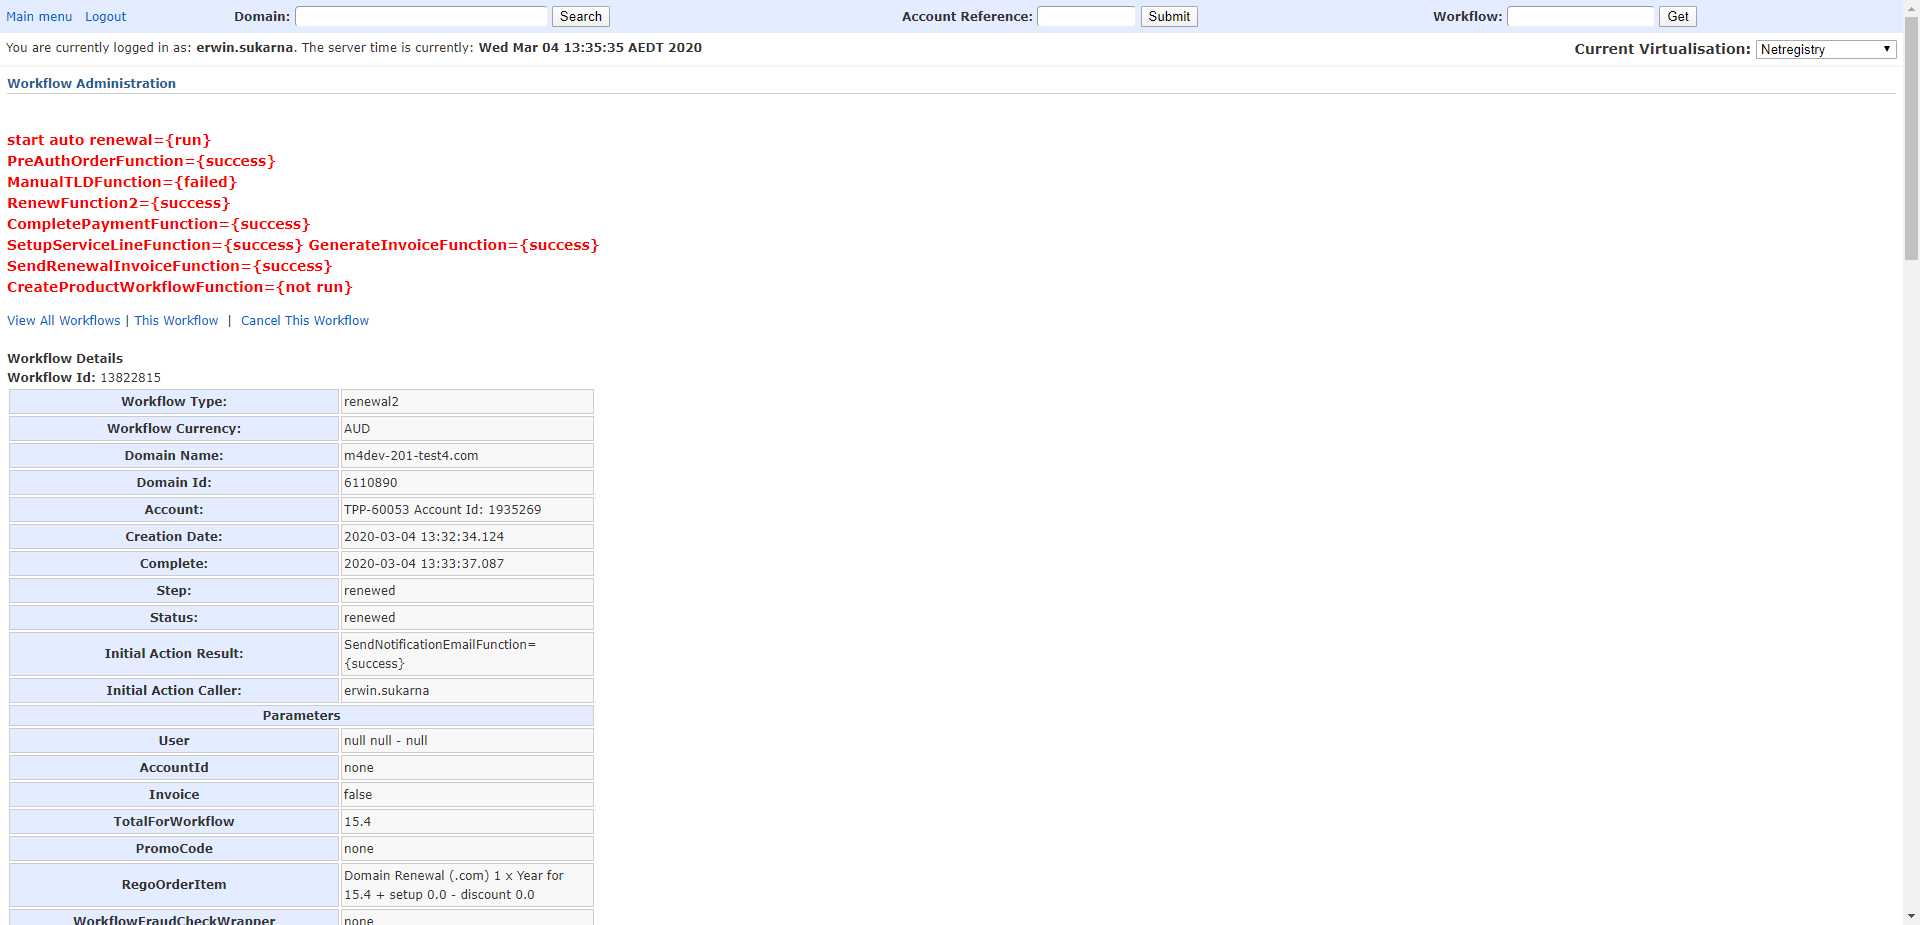 Main menu Logout Domain: Search Account Reference: Submit Workflow: Get
You are currently logged in as: erwin.sukarna. The server time is currently: Wed Mar 04 13:35:35 AEDT 2020 Current Virtualisation: Netregistry
Workflow Administration
start auto renewal={run}
PreAuthOrderFunction={success}
ManualTLDFunction={failed}
RenewFunction2={success}
CompletePaymentFunction={success}
SetupServiceLineFunction={success} GenerateInvoiceFunction={success}
SendRenewalInvoiceFunction={success}
CreateProductWorkflowFunction={not run}
View All Workflows | This Workflow | Cancel This Workflow
Workflow Details
Workflow Id: 13822815
Workflow Type: renewal2
Workflow Currency: AUD
Domain Name: m4dev-201-test4.com
Domain Id: 6110890
Account: TPP-60053 Account Id: 1935269
Creation Date: 2020-03-04 13:32:34.124
Complete: 2020-03-04 13:33:37.087
Step: renewed
Status: renewed
Initial Action Result: SendNotificationEmailFunction=
{success}
Initial Action Caller: erwin.sukarna
Parameters
User null null - null
AccountId none
Invoice false
TotalForWorkflow 15.4
PromoCode none
RegoOrderItem Domain Renewal (.com) 1 x Year for
15.4 + setup 0.0 - discount 0.0
WorkflowFraudCheckWrapper none